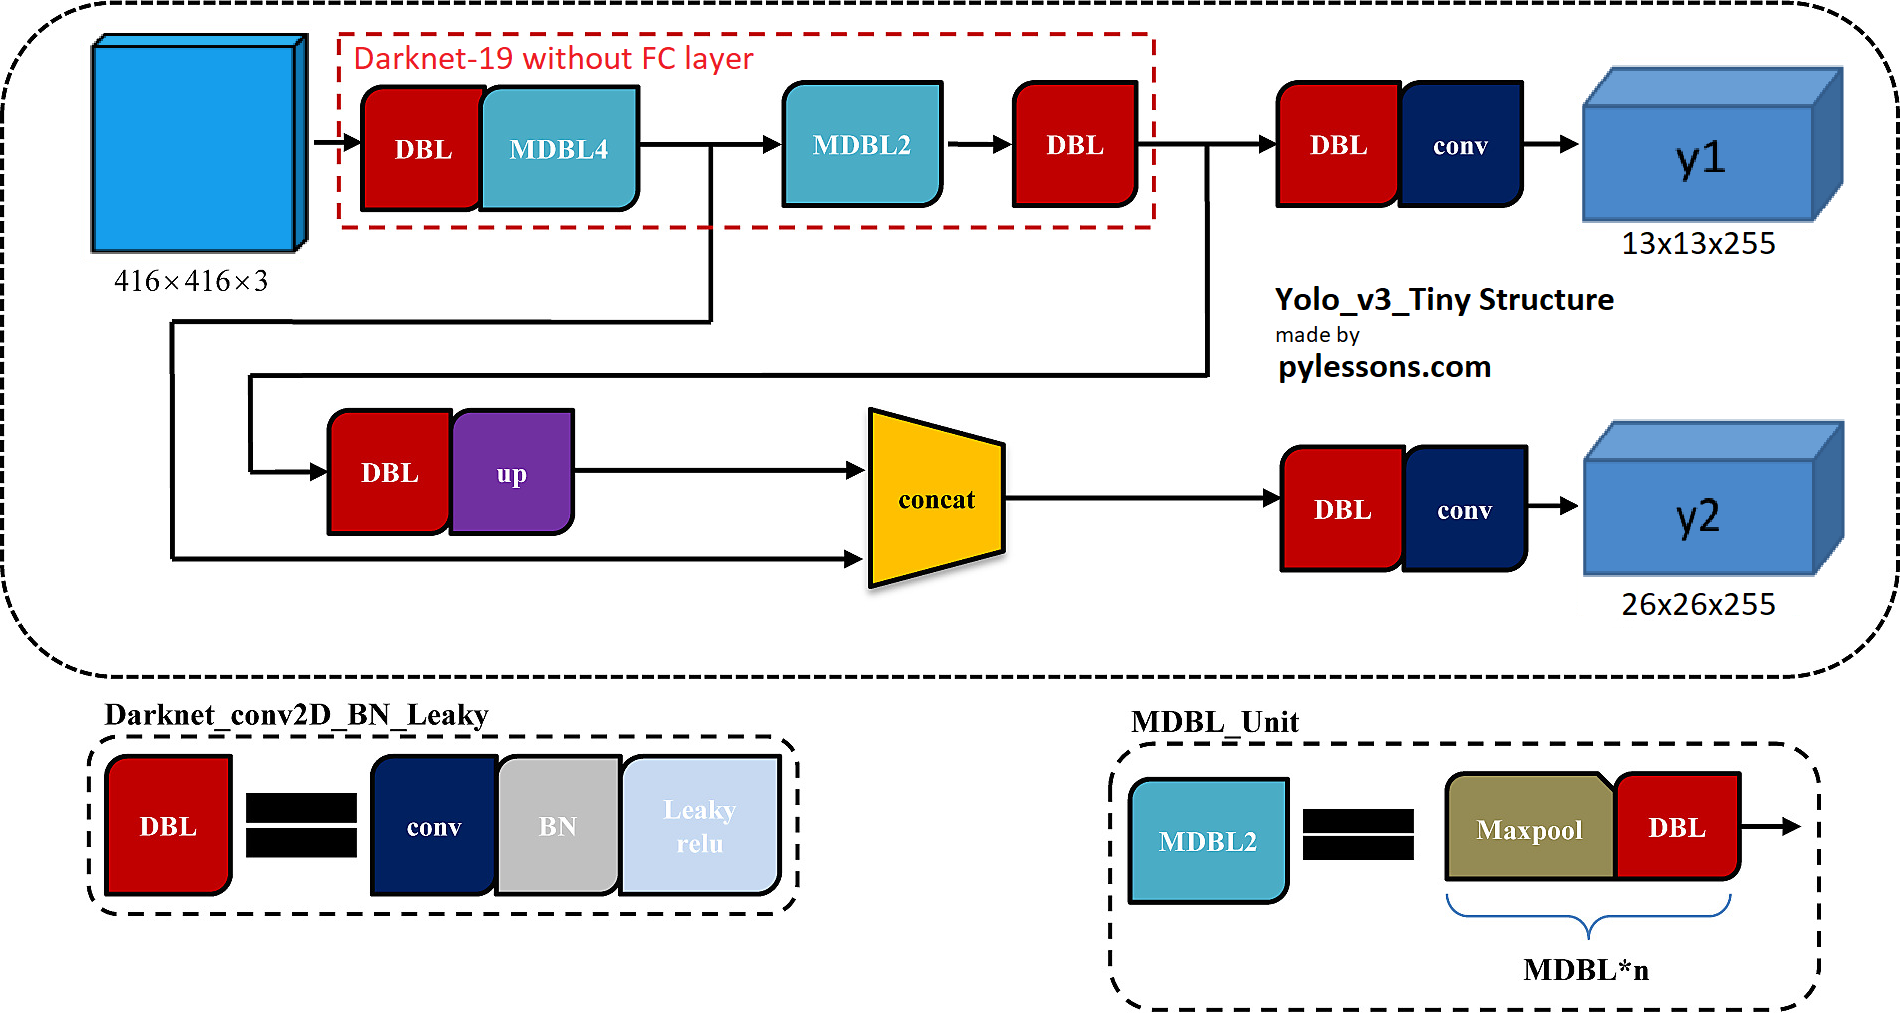 Darknet-19 without FC layer
DBL
MDBL4
MDBL2
DBL
DBL
conv
y1
416×416×3
13x13x255
Yolo_v3_Tiny Structure
made by
pylessons.com
DBL
up
concat
DBL
conv
y2
26x26x255
Darknet_conv2D_BN_Leaky
DBL
conv
BN
Leaky
relu
MDBL_Unit
MDBL2
Maxpool
DBL
MDBL*n